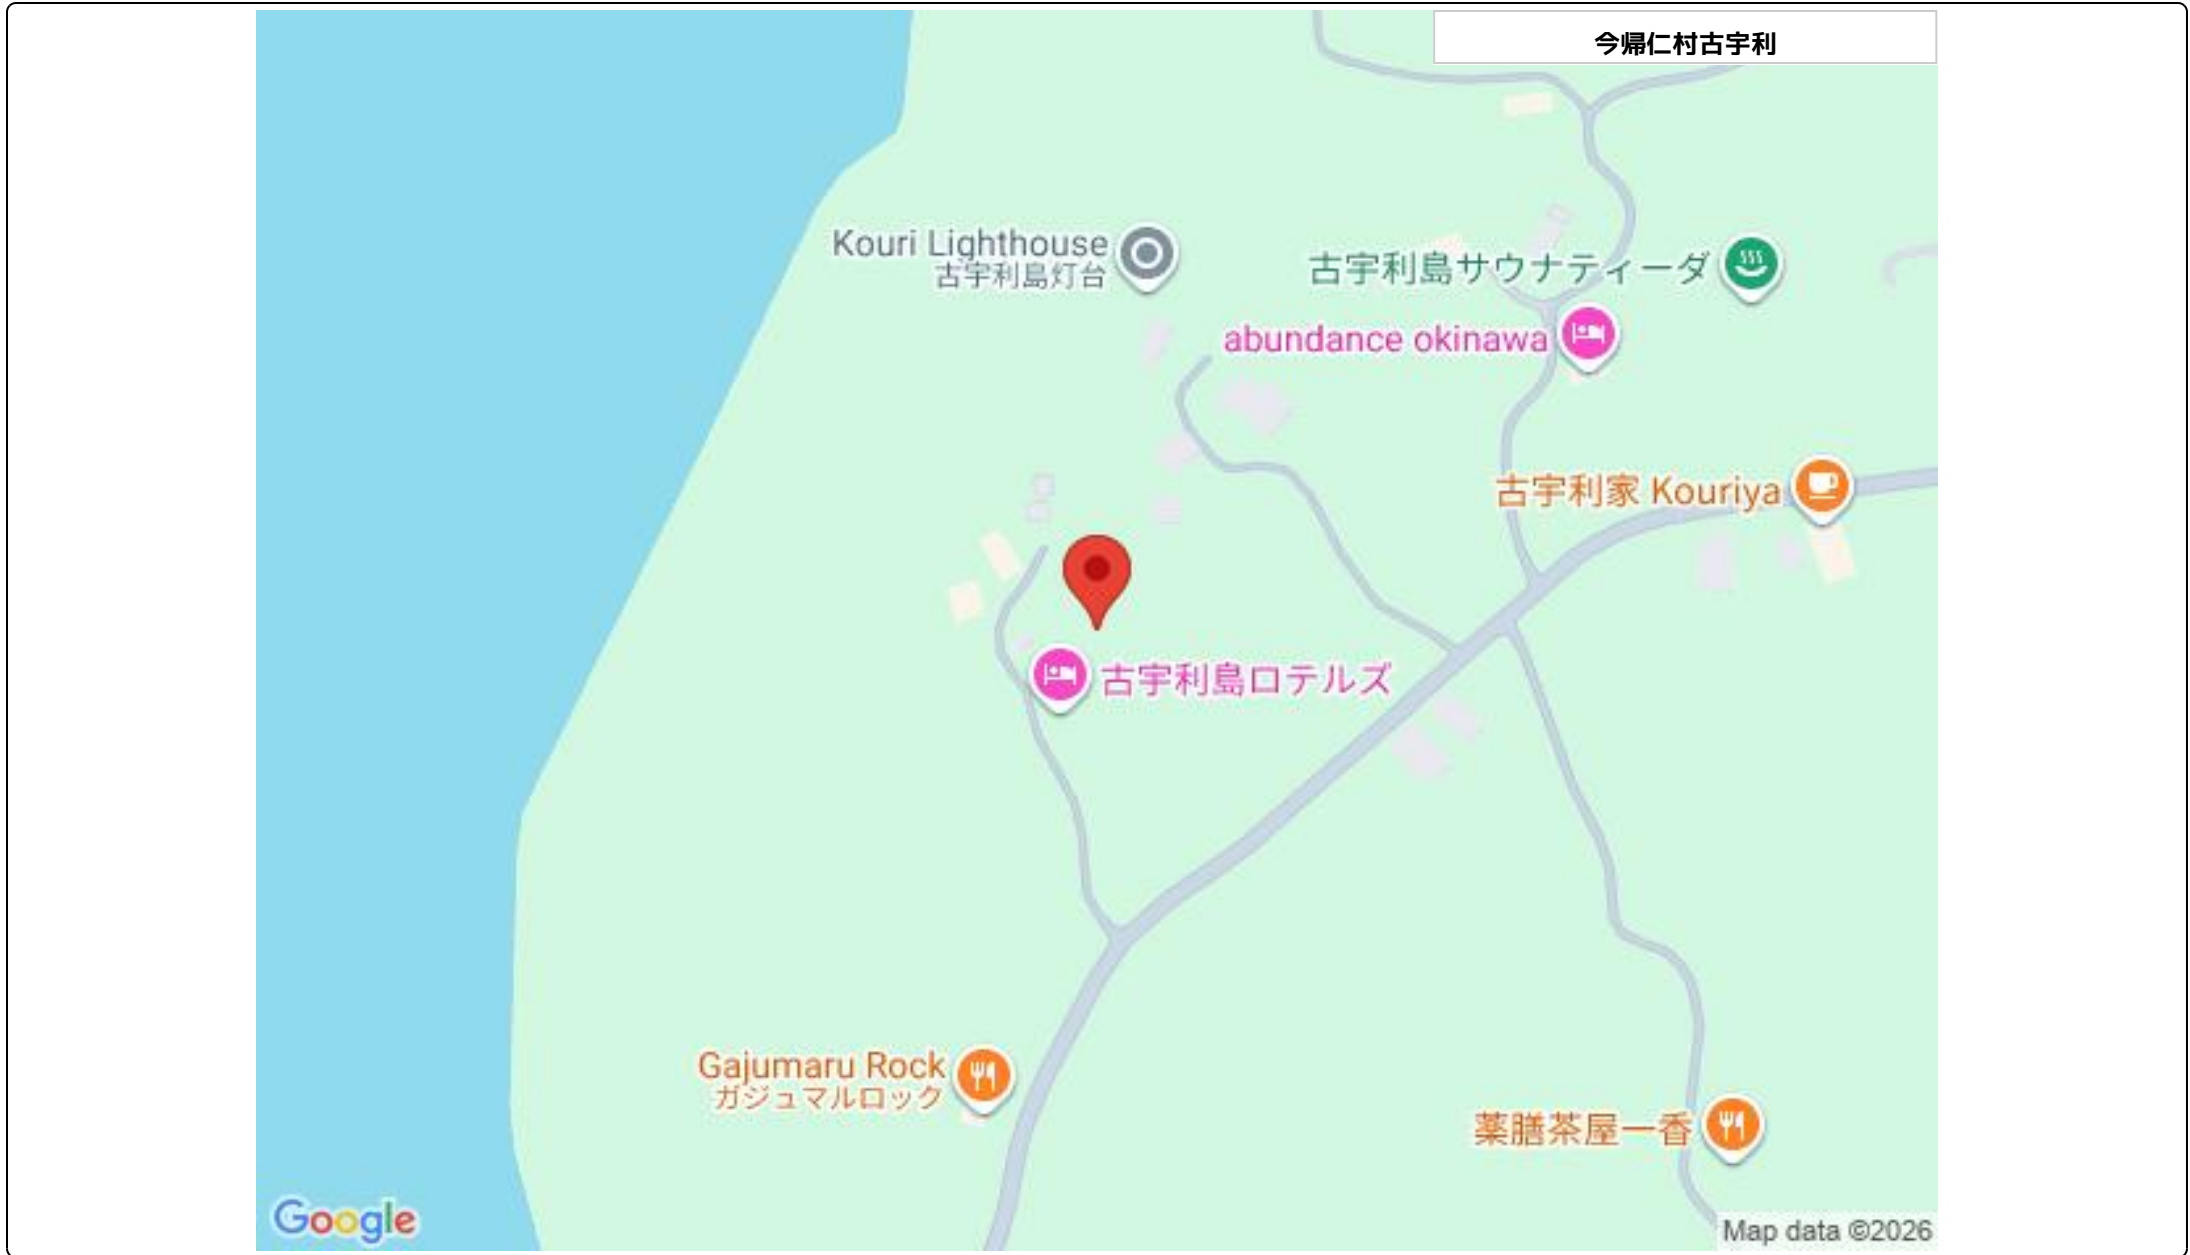 今帰仁村古宇利
Kouri Lighthouse
古宇利島灯台
古宇利島サウナティーダ
abundance okinawa
古宇利家 Kouriya
古宇利島ロテルズ
Gajumaru Rock
ガジュマルロック
薬膳茶屋一香
Google
Map data ©2026